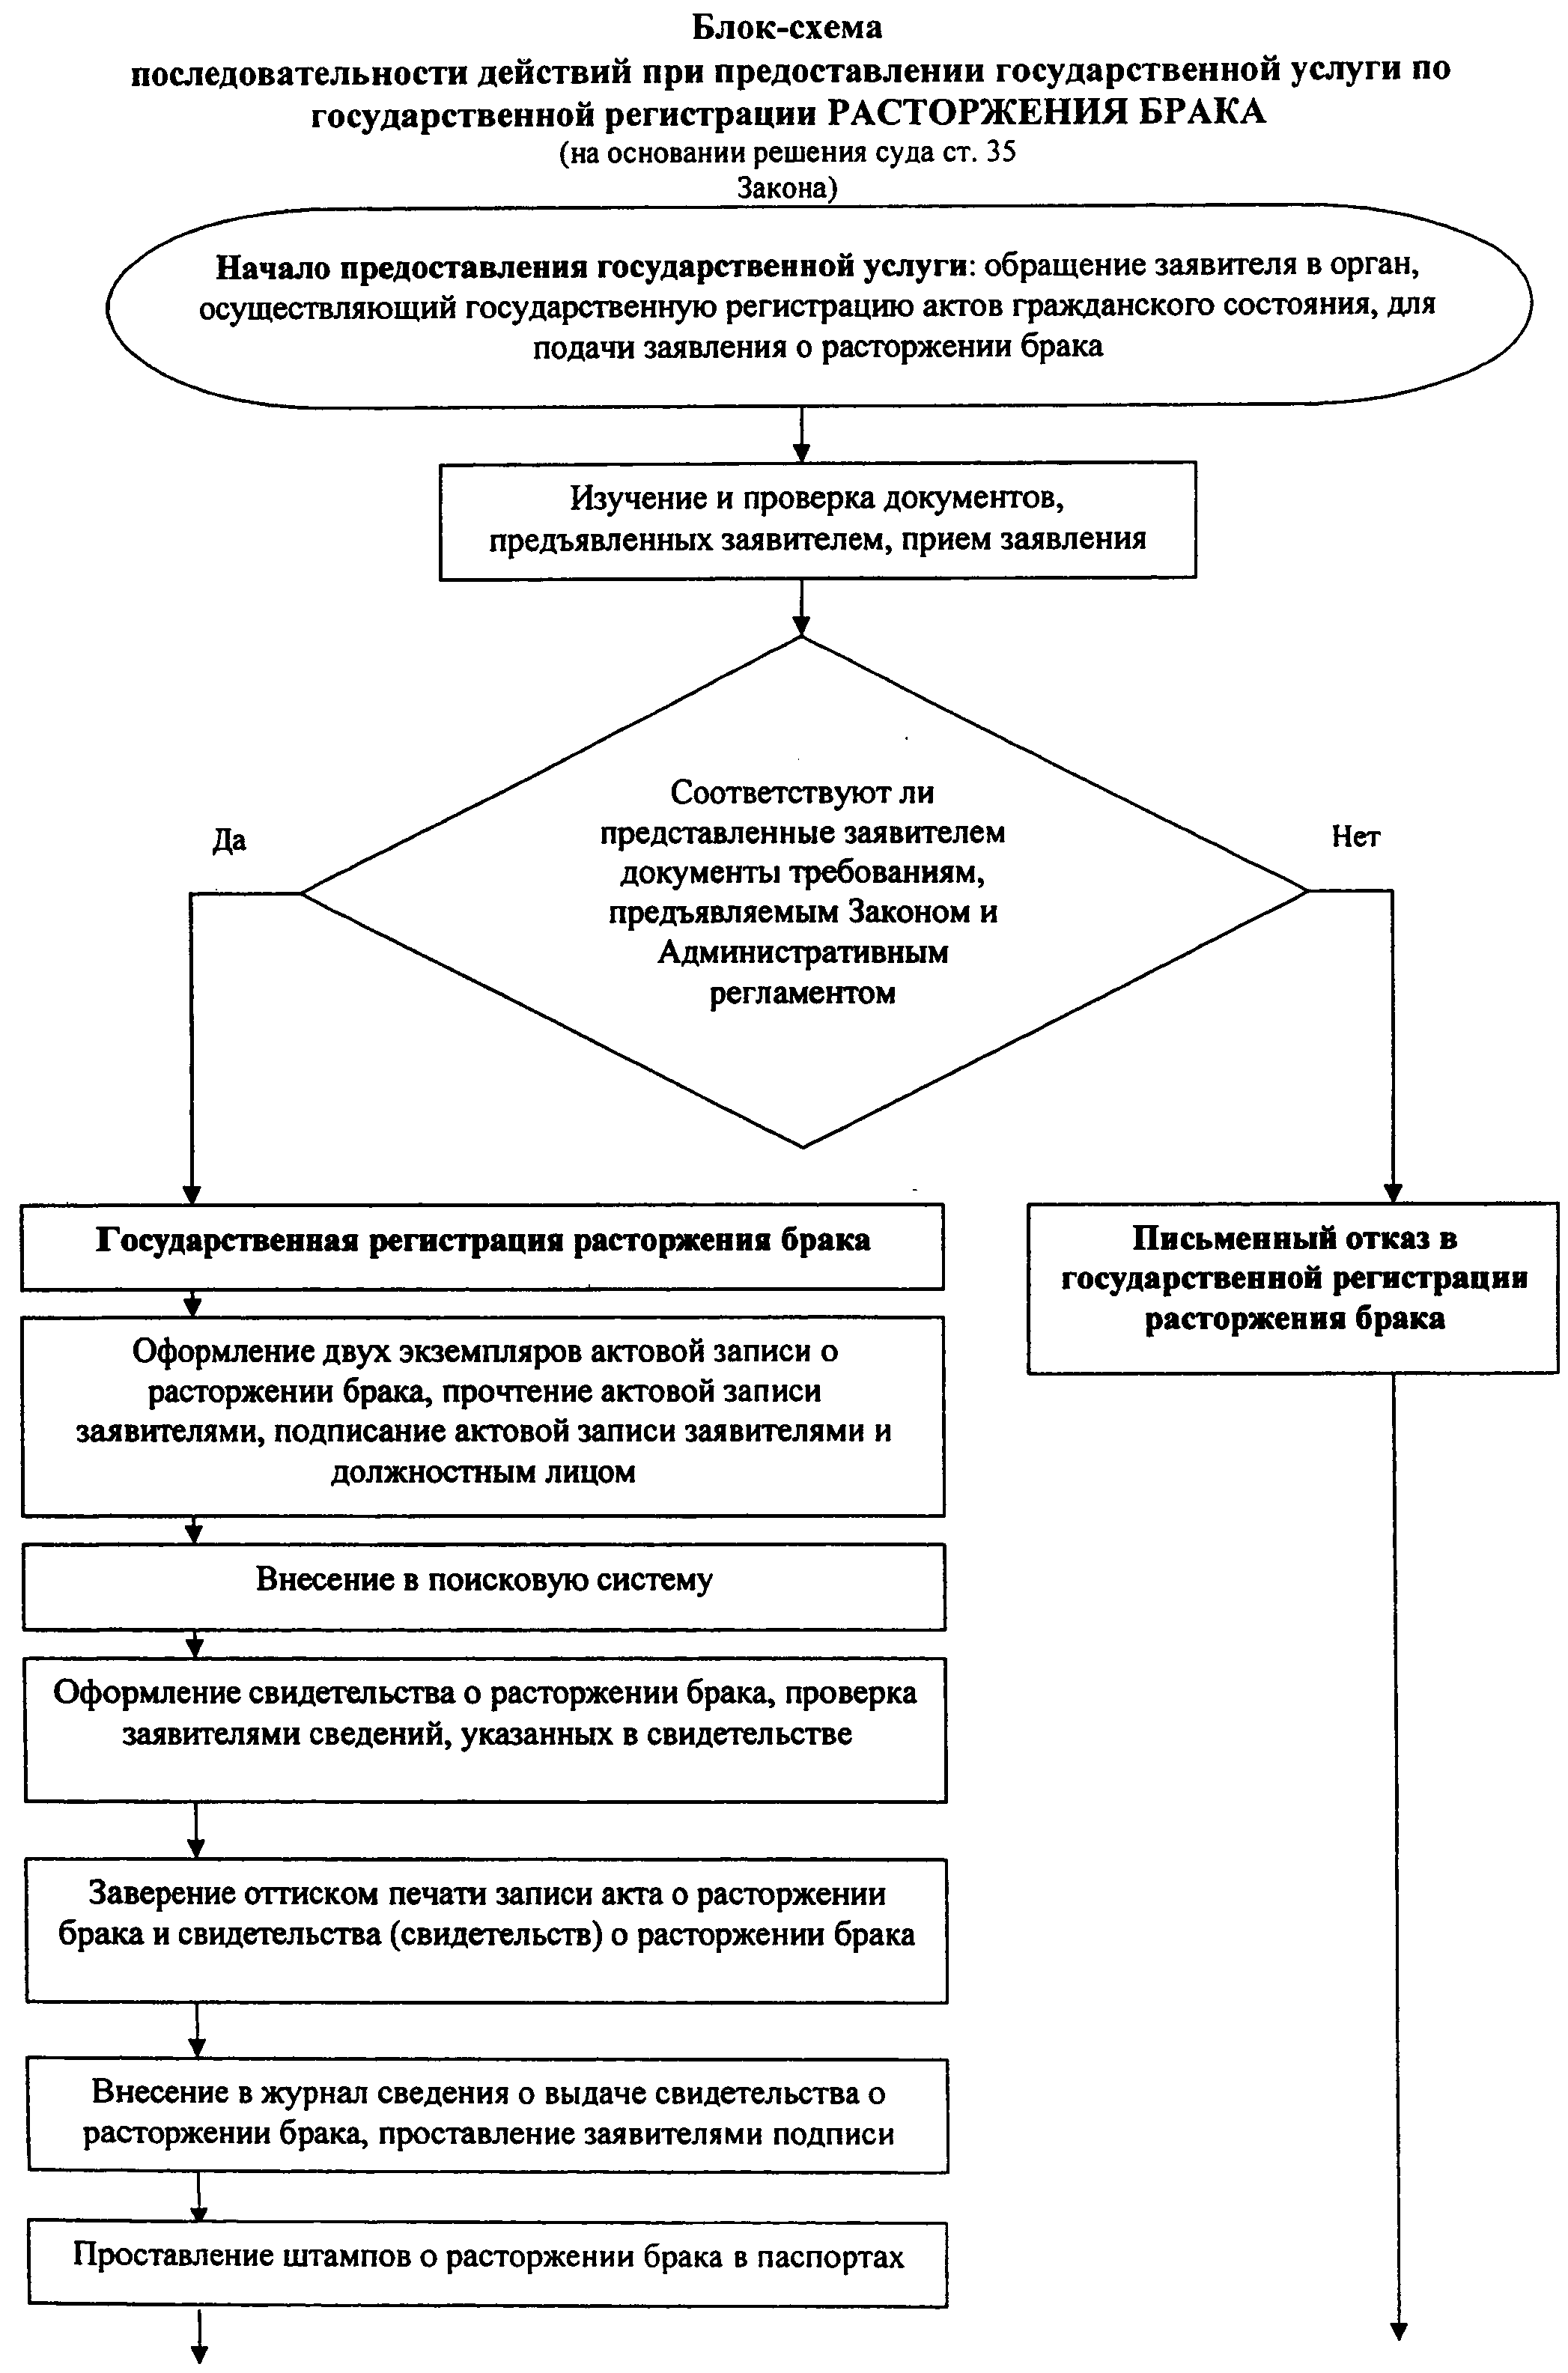 Блок-схема
последовательности действий при предоставлении государственной услуги по
государственной регистрации РАСТОРЖЕНИЯ БРАКА
(на основании решения суда ст. 35
Закона)
Начало предоставления государственной услуги: обращение заявителя в орган,
осуществляющий государственную регистрацию актов гражданского состояния, для
подачи заявления о расторжении брака
Изучение и проверка документов,
предъявленных заявителем, прием заявления
Соответствуют ли
представленные заявителем
документы требованиям,
предъявляемым Законом и
Административным
регламентом
Да
Нет
Государственная регистрация расторжения брака
Письменный отказ в
государственной регистрации
расторжения брака
Оформление двух экземпляров актовой записи о
расторжении брака, прочтение актовой записи
заявителями, подписание актовой записи заявителями и
должностным лицом
Внесение в поисковую систему
Оформление свидетельства о расторжении брака, проверка
заявителями сведений, указанных в свидетельстве
Заверение оттиском печати записи акта о расторжении
брака и свидетельства (свидетельств) о расторжении брака
Внесение в журнал сведения о выдаче свидетельства о
расторжении брака, проставление заявителями подписи
Проставление штампов о расторжении брака в паспортах